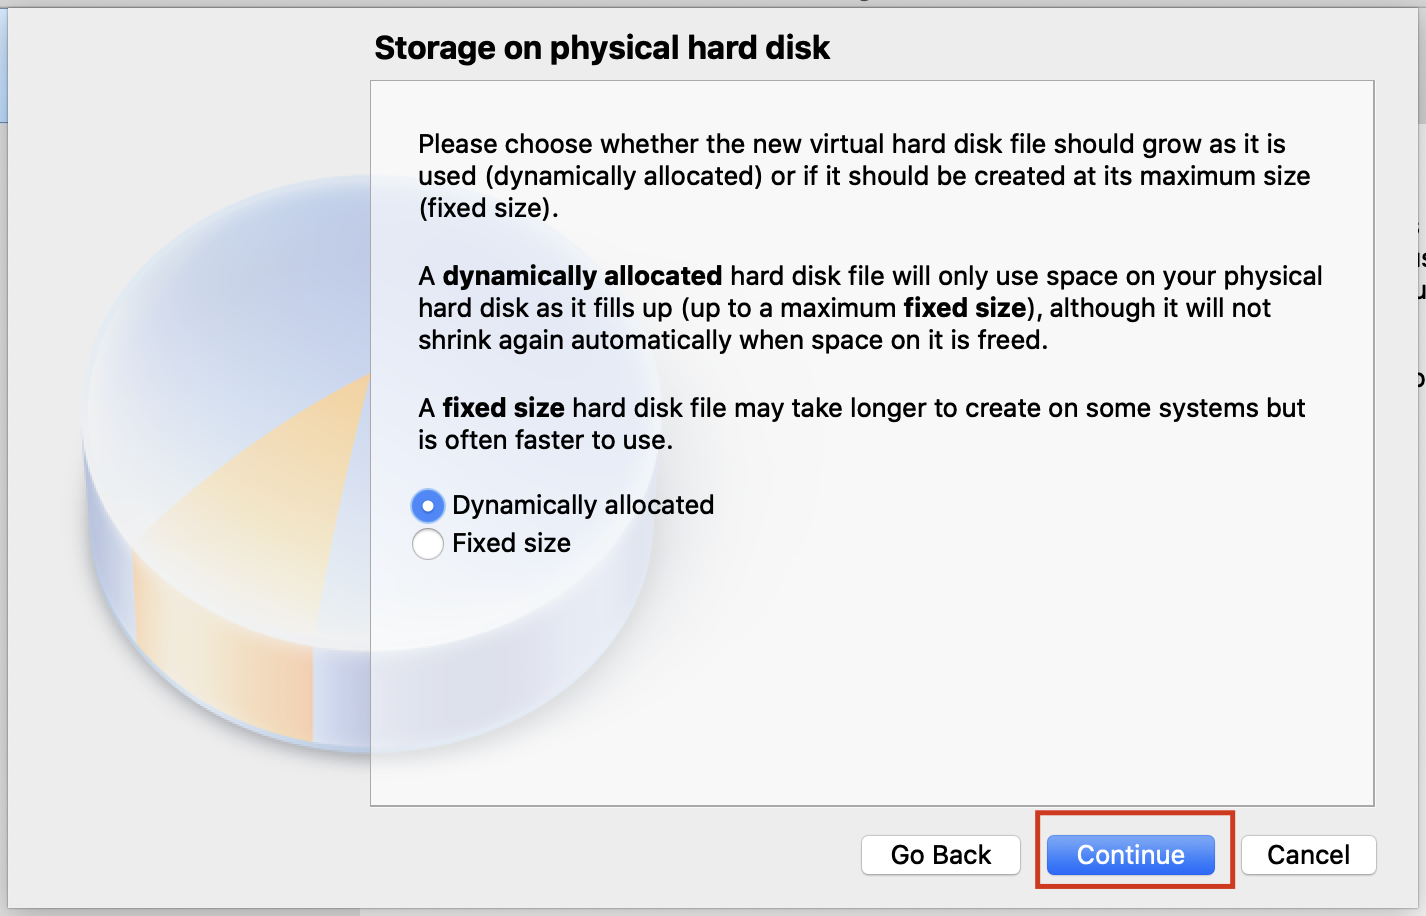 Storage on physical hard disk
Please choose whether the new virtual hard disk file should grow as it is
used (dynamically allocated) or if it should be created at its maximum size
(fixed size).
A dynamically allocated hard disk file will only use space on your physical
hard disk as it fills up (up to a maximum fixed size), although it will not
shrink again automatically when space on it is freed.
A fixed size hard disk file may take longer to create on some systems but
is often faster to use.
Dynamically allocated
Fixed size
Go Back
Continue
Cancel